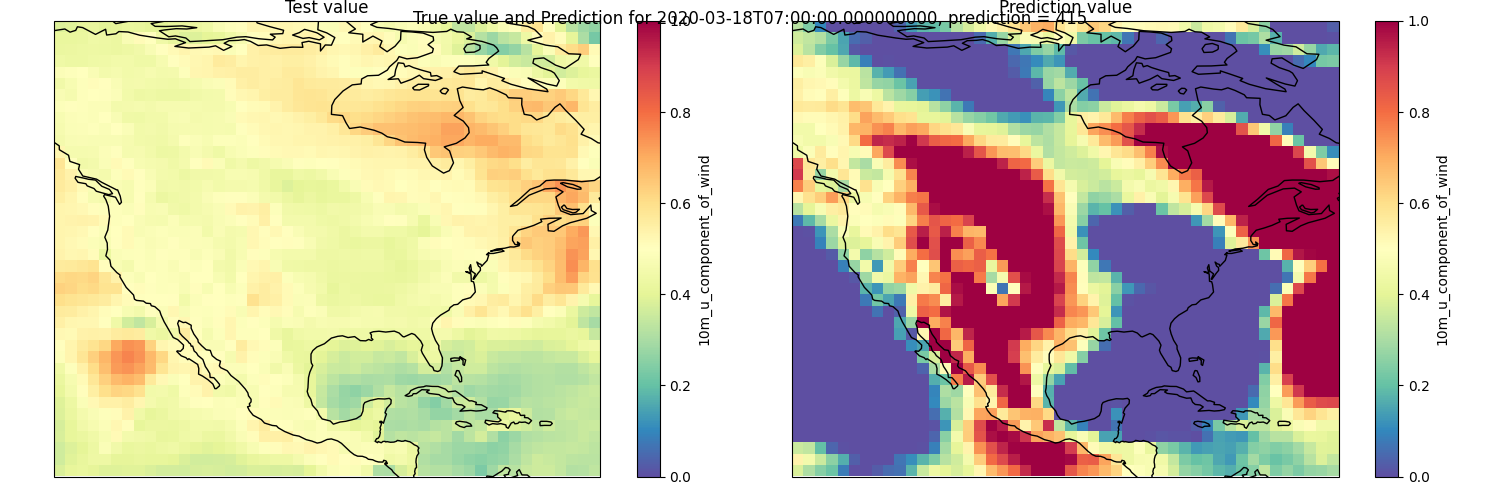 Test value
True value and Prediction for 2020-03-18T07:00:00.000000000, prediction = 415
Prediction value
1.0
0.8
0.6
0.4
0.2
0.0
10m_u_component_of_wind
1.0
0.8
0.6
0.4
0.2
0.0
10m_u_component_of_wind